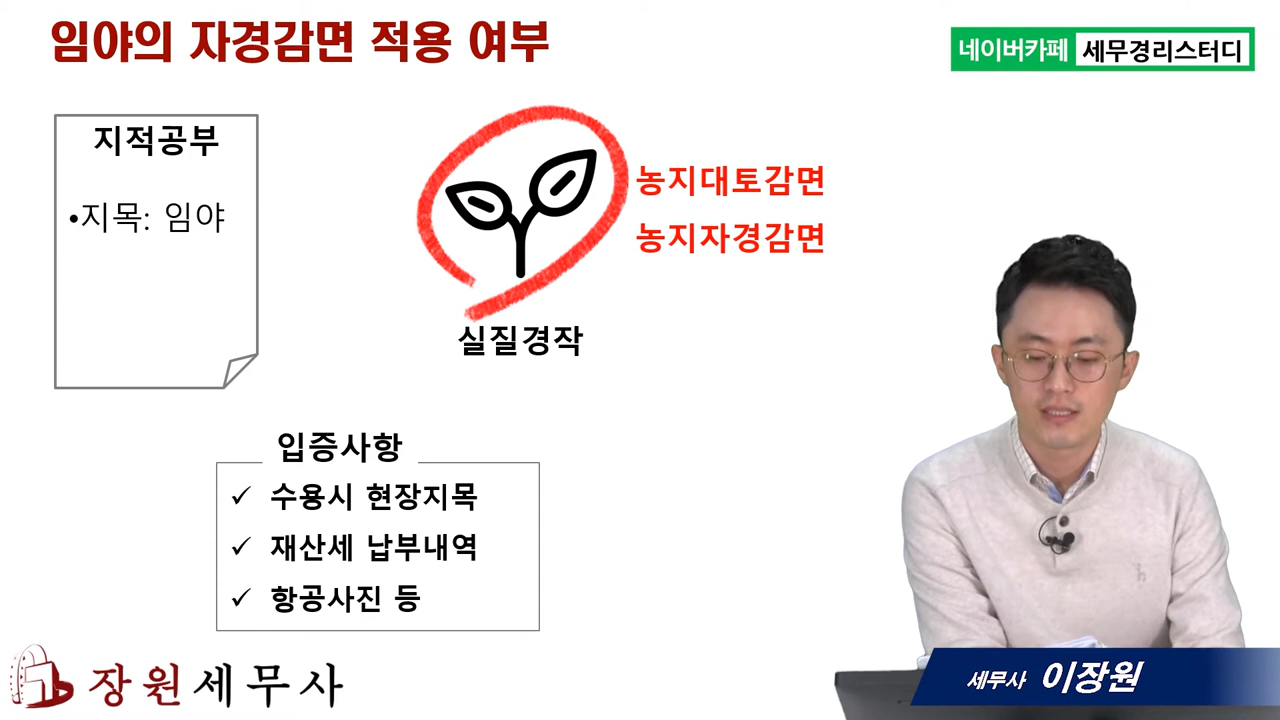 임야의 자경감면 적용 여부
네이버카페 세무경리스터디
지적공부
•지목: 임야
농지대토감면
농지자경감면
실질경작
입증사항
✓ 수용시 현장지목
✓ 재산세 납부내역
✓ 항공사진 등
장원세무사
세무사 이장원